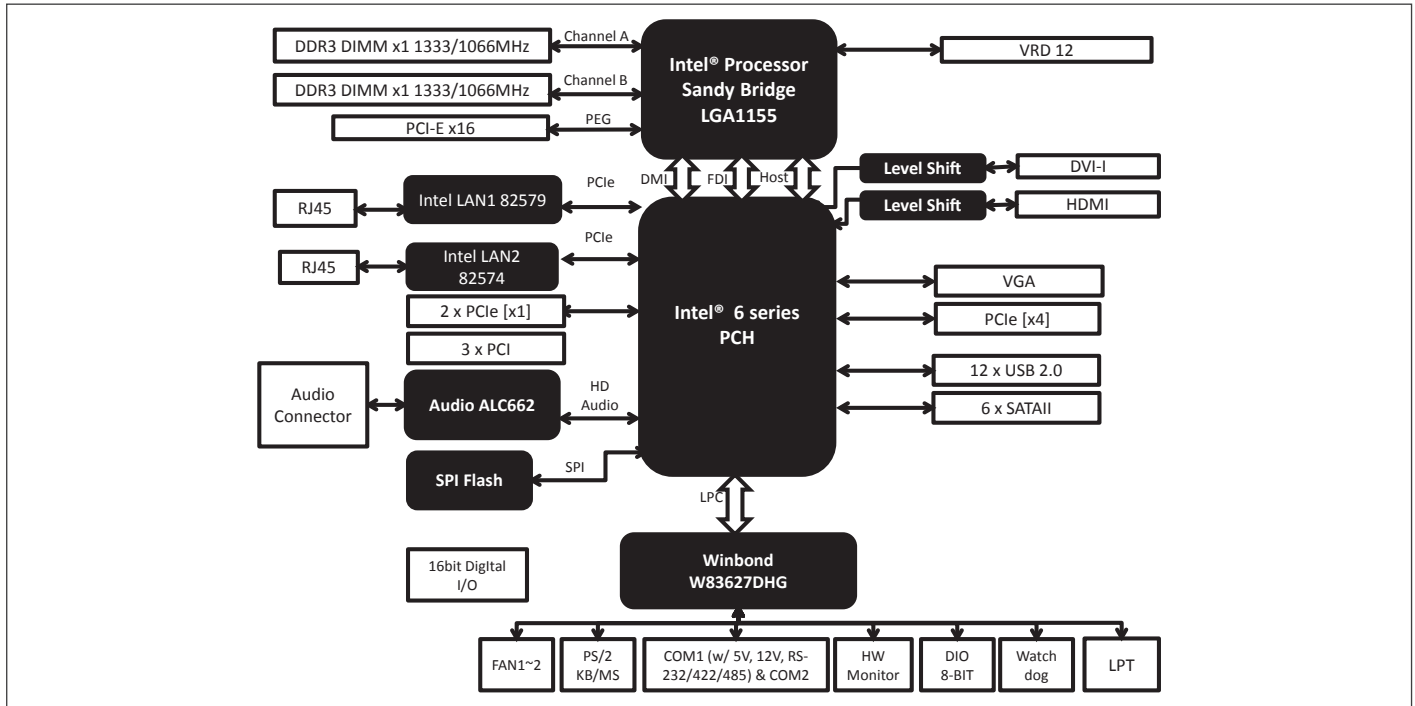 DDR3 DIMM x1 1333/1066MHz
Channel A
Intel® Processor
Sandy Bridge
LGA1155
VRD 12
DDR3 DIMM x1 1333/1066MHz
Channel B
PCI-E x16
PEG
DMI
FDI
Host
Level Shift
DVI-I
Level Shift
HDMI
RJ45
Intel LAN1 82579
PCIe
RJ45
Intel LAN2
82574
PCIe
2 x PCIe [x1]
3 x PCI
Intel® 6 series
PCH
VGA
PCIe [x4]
12 x USB 2.0
6 x SATAII
Audio
Connector
Audio ALC662
HD
Audio
SPI Flash
SPI
LPC
16bit DigItal
I/O
Winbond
W83627DHG
FAN1~2
PS/2
KB/MS
COM1 (w/ 5V, 12V, RS-
232/422/485) & COM2
HW
Monitor
DIO
8-BIT
Watch
dog
LPT